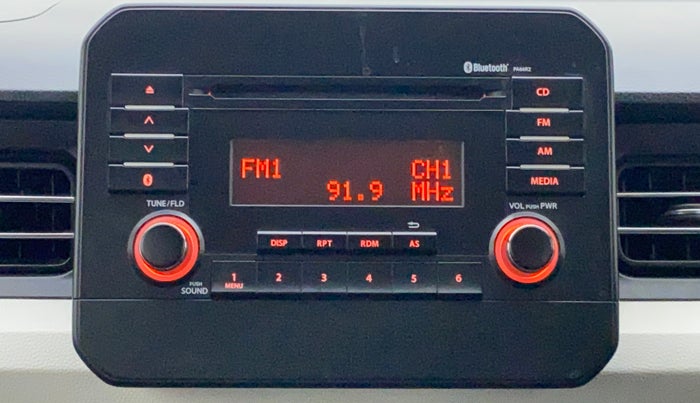 Bluetooth® PA66R2
CD
FM
AM
MEDIA
FM1 CH1
91.9 MHz
TUNE/FLD
VOL PUSH PWR
DISP RPT RDM AS
PUSH
SOUND
1 2 3 4 5 6
MENU